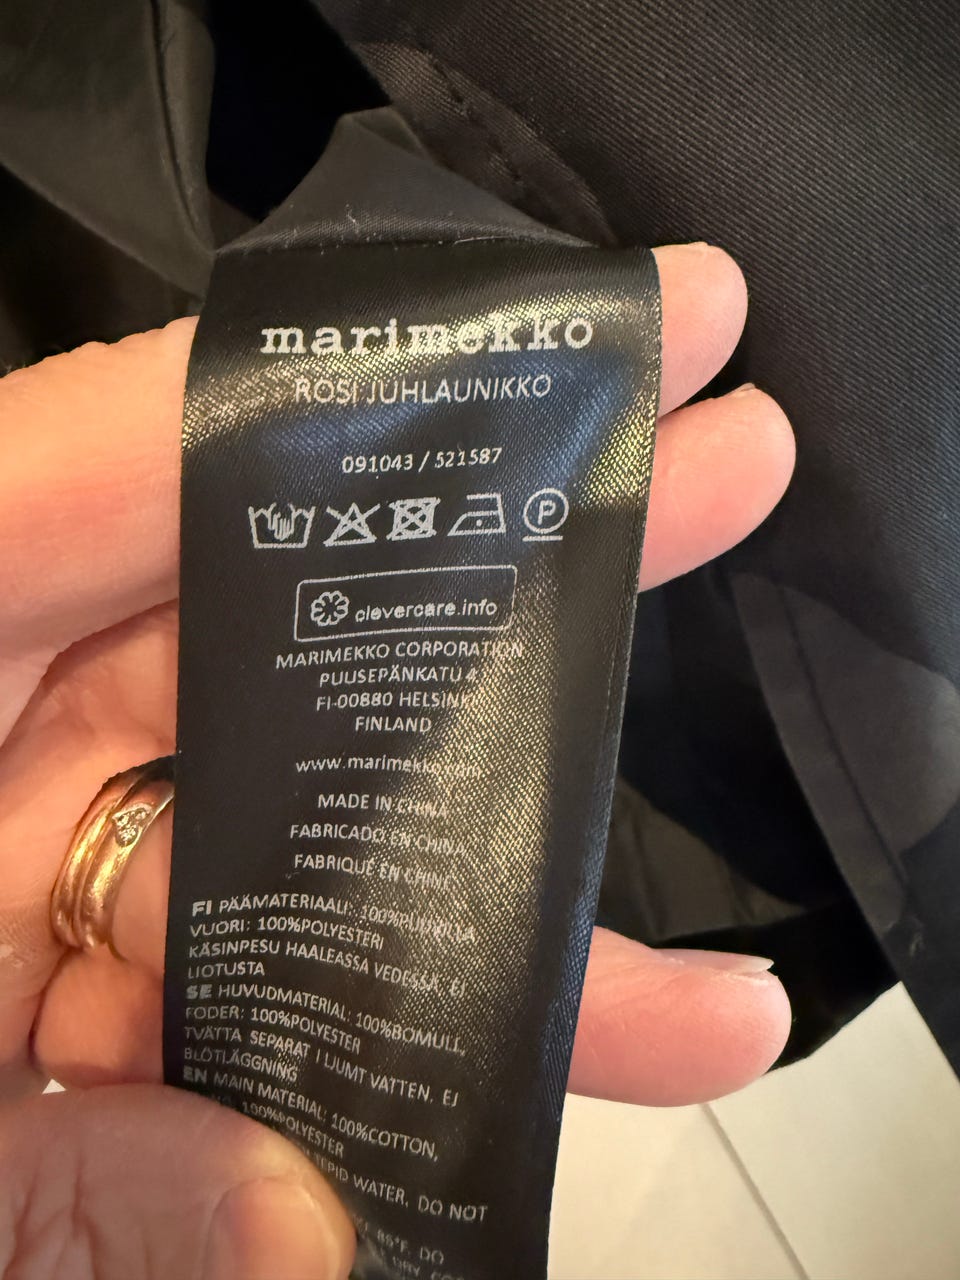 marimekko
ROSI JUHLAUNIKKO
091043 / 521587
P
clevercare.info
MARIMEKKO CORPORATION
PUUSEPÄNKATU 4
FI-00880 HELSINKI
FINLAND
www.marimekko.com
MADE IN CHINA
FABRICADO EN CHINA
FABRIQUÉ EN CHINE
FI PÄÄMATERIAALI: 100%PUUVILLA
VUORI: 100%POLYESTERI
KÄSINPESU HAALEASSA VEDESSÄ, EI
LIOTUSTA
SE HUVUDMATERIAL: 100%BOMULL,
FODER: 100%POLYESTER
TVÄTTA SEPARAT I LJUMT VATTEN. EJ
BLÖTLÄGGNING
EN MAIN MATERIAL: 100%COTTON,
100%POLYESTER
TEPID WATER, DO NOT
85°F. DO
DRY.